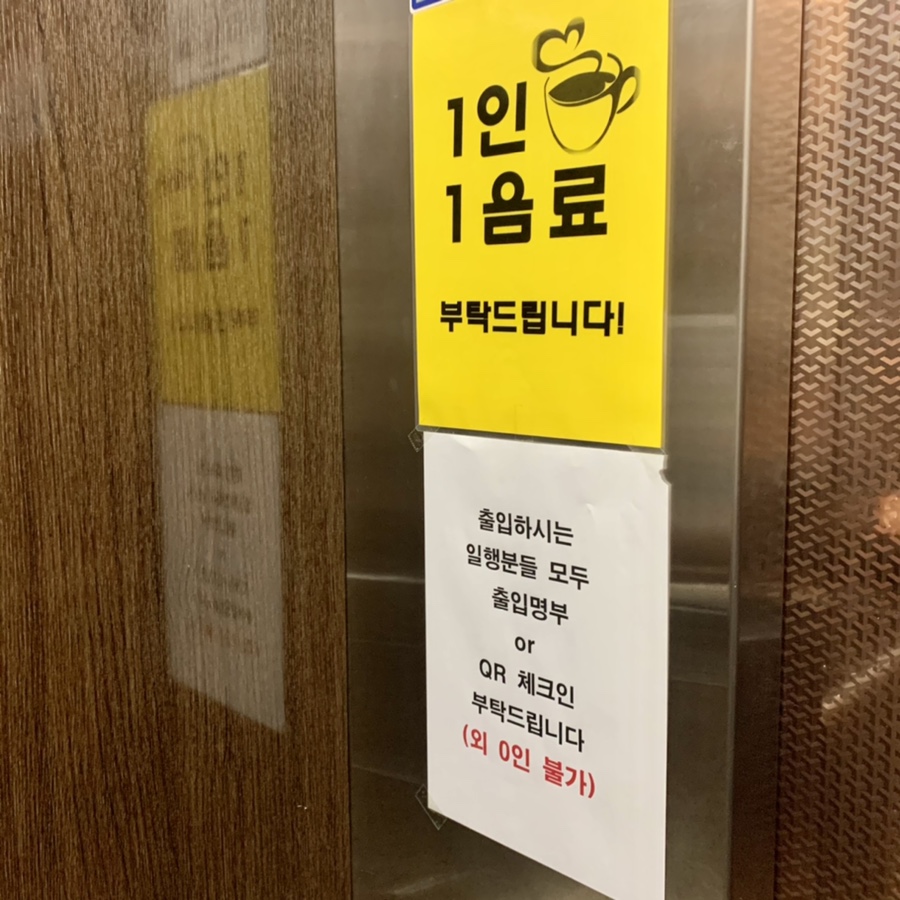 1인
1음료
부탁드립니다!
출입하시는
일행분들 모두
출입명부
or
QR 체크인
부탁드립니다
(외 0인 불가)